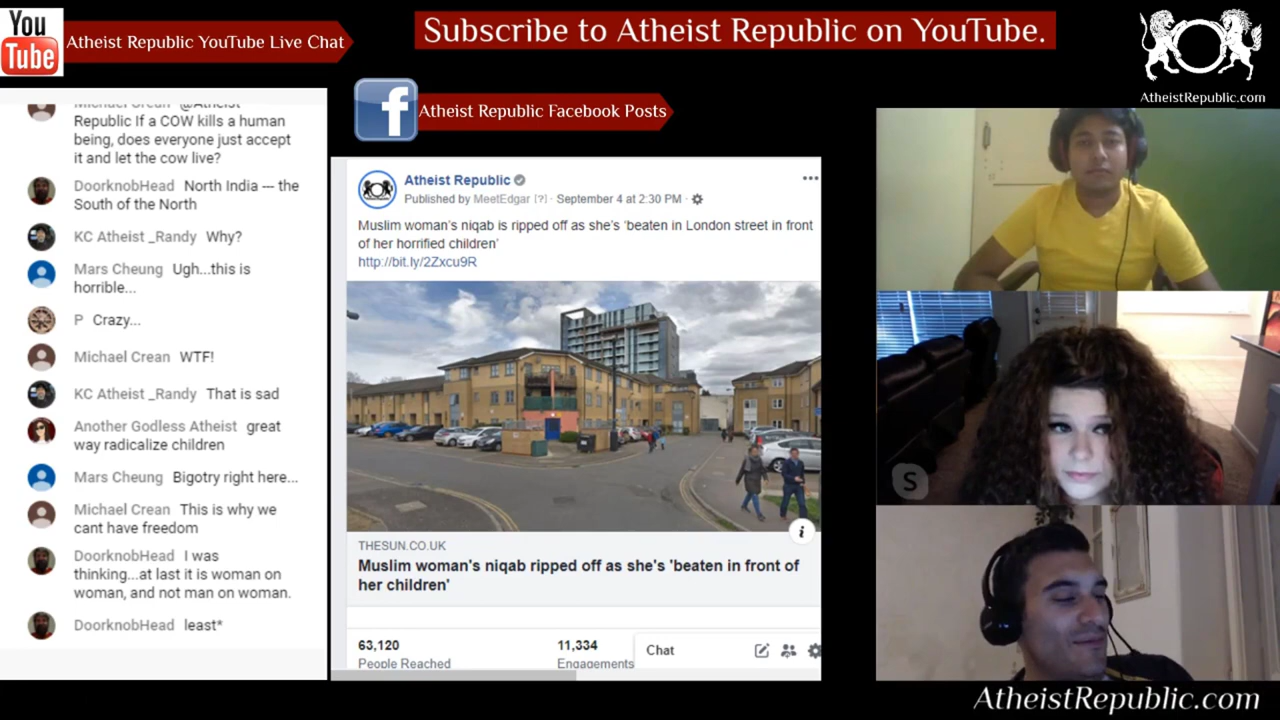 You
Tube
Atheist Republic YouTube Live Chat
Subscribe to Atheist Republic on YouTube.
AtheistRepublic.com
f
Atheist Republic Facebook Posts
Michael Crean @Atheist
Republic If a COW kills a human
being, does everyone just accept
it and let the cow live?
DoorknobHead North India --- the
South of the North
KC Atheist _Randy Why?
Mars Cheung Ugh...this is
horrible...
P Crazy...
Michael Crean WTF!
KC Atheist _Randy That is sad
Another Godless Atheist great
way radicalize children
Mars Cheung Bigotry right here...
Michael Crean This is why we
cant have freedom
DoorknobHead I was
thinking...at last it is woman on
woman, and not man on woman.
DoorknobHead least*
Atheist Republic
Published by MeetEdgar [?] · September 4 at 2:30 PM ·
Muslim woman's niqab is ripped off as she's 'beaten in London street in front
of her horrified children'
http://bit.ly/2Zxcu9R
i
THESUN.CO.UK
Muslim woman's niqab ripped off as she's 'beaten in front of
her children'
63,120
People Reached
11,334
Engagements
Chat
S
AtheistRepublic.com